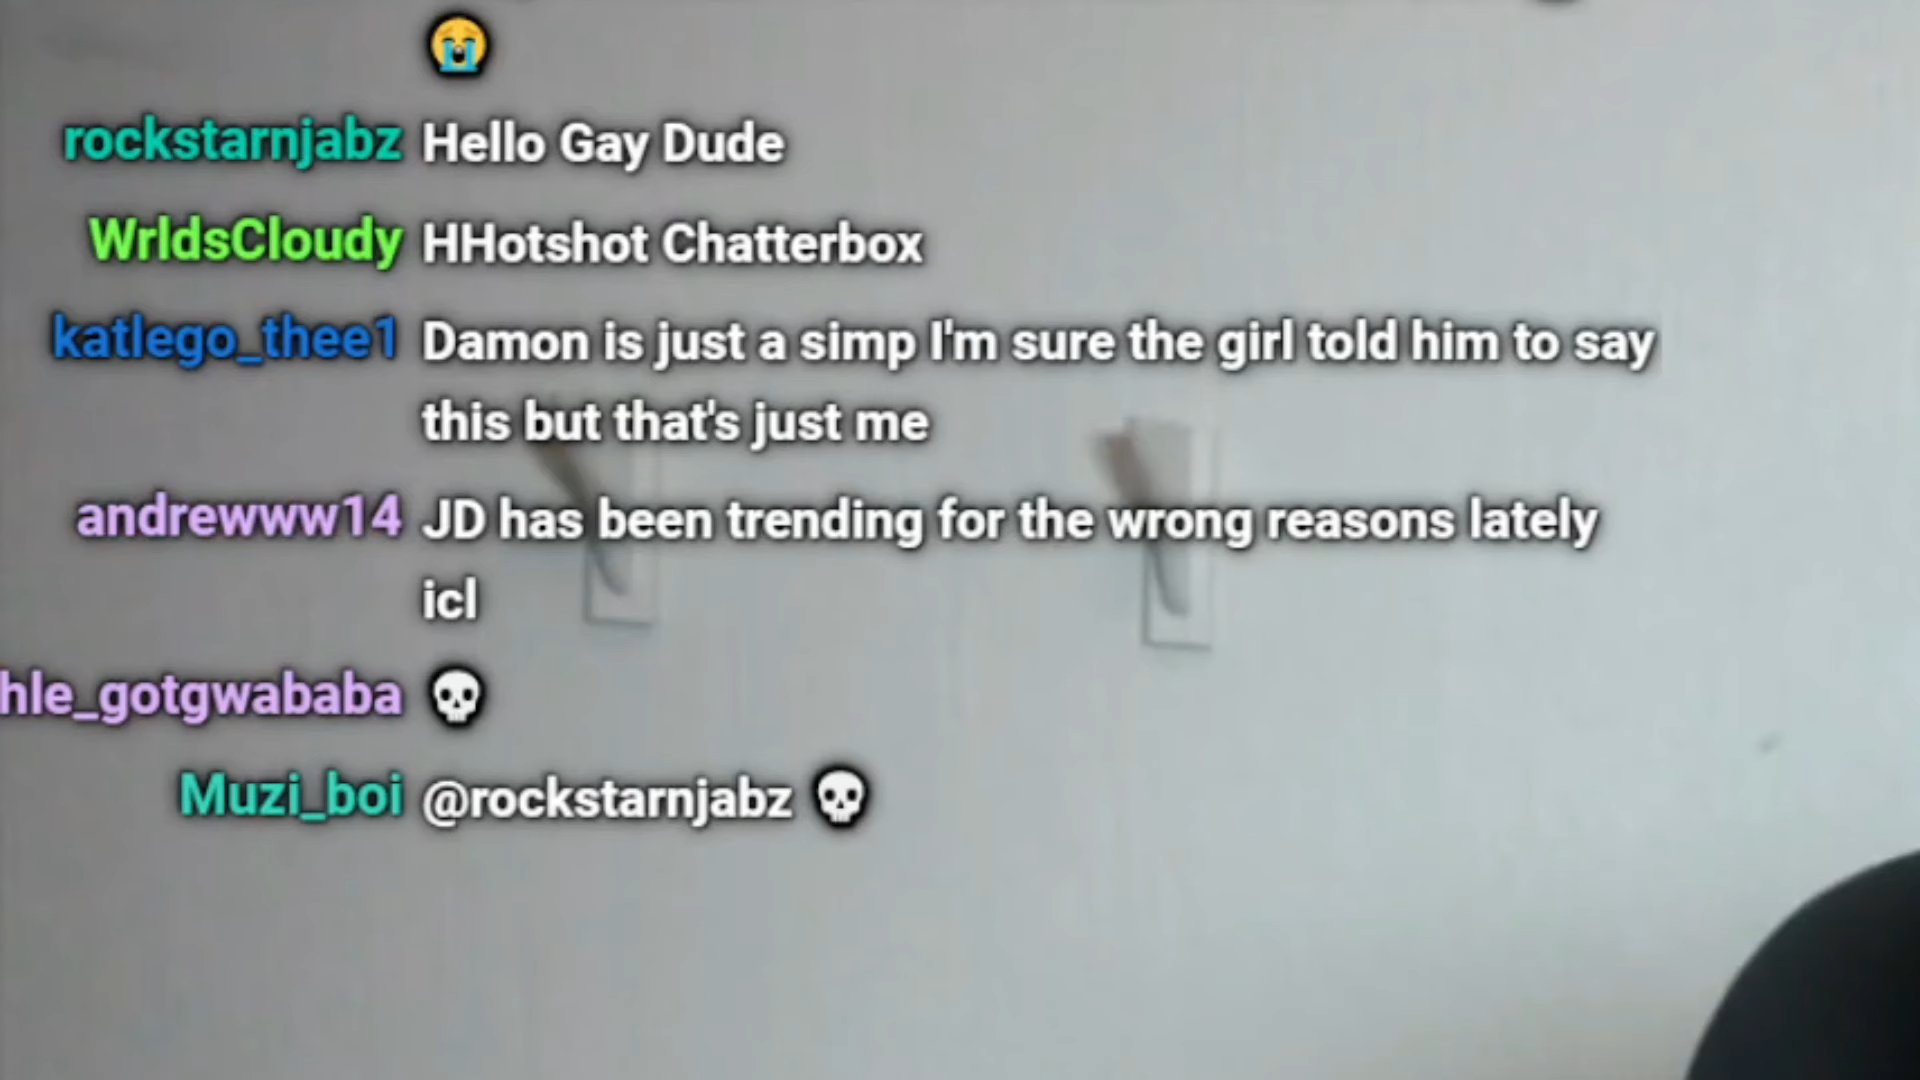 😭
rockstarnjabz Hello Gay Dude
WrldsCloudy HHotshot Chatterbox
katlego_thee1 Damon is just a simp I'm sure the girl told him to say
this but that's just me
andrewww14 JD has been trending for the wrong reasons lately
icl
hle_gotgwababa 💀
Muzi_boi @rockstarnjabz 💀